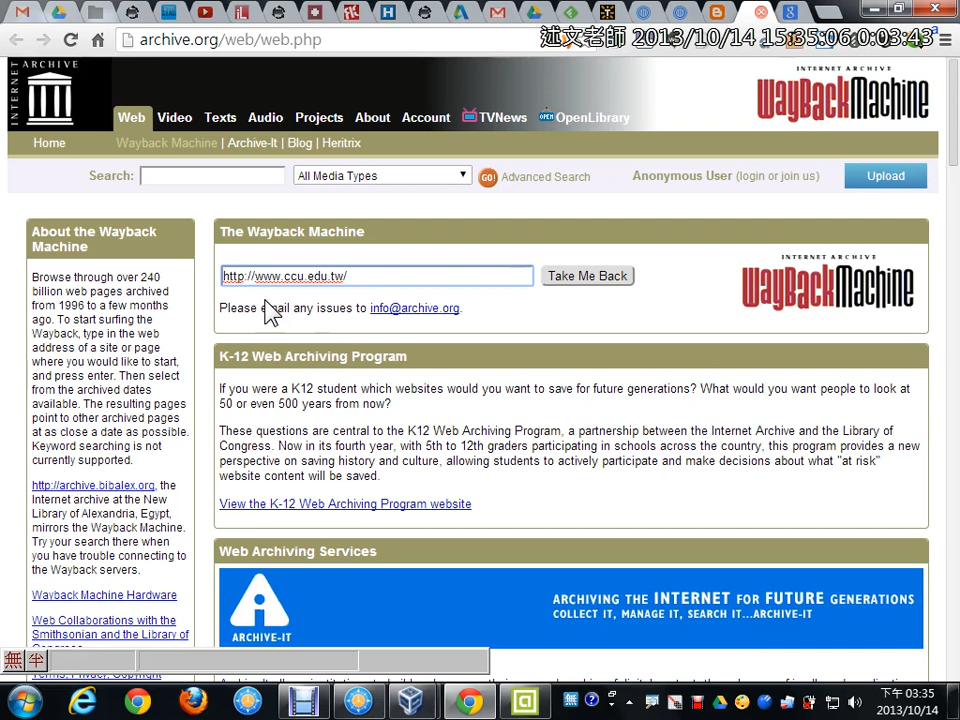 archive.org/web/web.php
述文老師 2013/10/14 15:35:06 0:03:43
INTERNET ARCHIVE
INTERNET ARCHIVE
WayBackMachine
Web Video Texts Audio Projects About Account TVNews OpenLibrary
Home Wayback Machine | Archive-It | Blog | Heritrix
Search: All Media Types GO! Advanced Search Anonymous User (login or join us) Upload
About the Wayback
Machine
Browse through over 240
billion web pages archived
from 1996 to a few months
ago. To start surfing the
Wayback, type in the web
address of a site or page
where you would like to start,
and press enter. Then select
from the archived dates
available. The resulting pages
point to other archived pages
at as close a date as possible.
Keyword searching is not
currently supported.
http://archive.bibalex.org, the
Internet archive at the New
Library of Alexandria, Egypt,
mirrors the Wayback Machine.
Try your search there when
you have trouble connecting to
the Wayback servers.
Wayback Machine Hardware
Web Collaborations with the
Smithsonian and the Library of
The Wayback Machine
http://www.ccu.edu.tw/ Take Me Back
INTERNET ARCHIVE
WayBackMachine
Please email any issues to info@archive.org.
K-12 Web Archiving Program
If you were a K12 student which websites would you want to save for future generations? What would you want people to look at
50 or even 500 years from now?
These questions are central to the K12 Web Archiving Program, a partnership between the Internet Archive and the Library of
Congress. Now in its fourth year, with 5th to 12th graders participating in schools across the country, this program provides a new
perspective on saving history and culture, allowing students to actively participate and make decisions about what "at risk"
website content will be saved.
View the K-12 Web Archiving Program website
Web Archiving Services
ARCHIVE-IT
ARCHIVING THE INTERNET FOR FUTURE GENERATIONS
COLLECT IT, MANAGE IT, SEARCH IT...ARCHIVE-IT
無 半
下午 03:35
2013/10/14